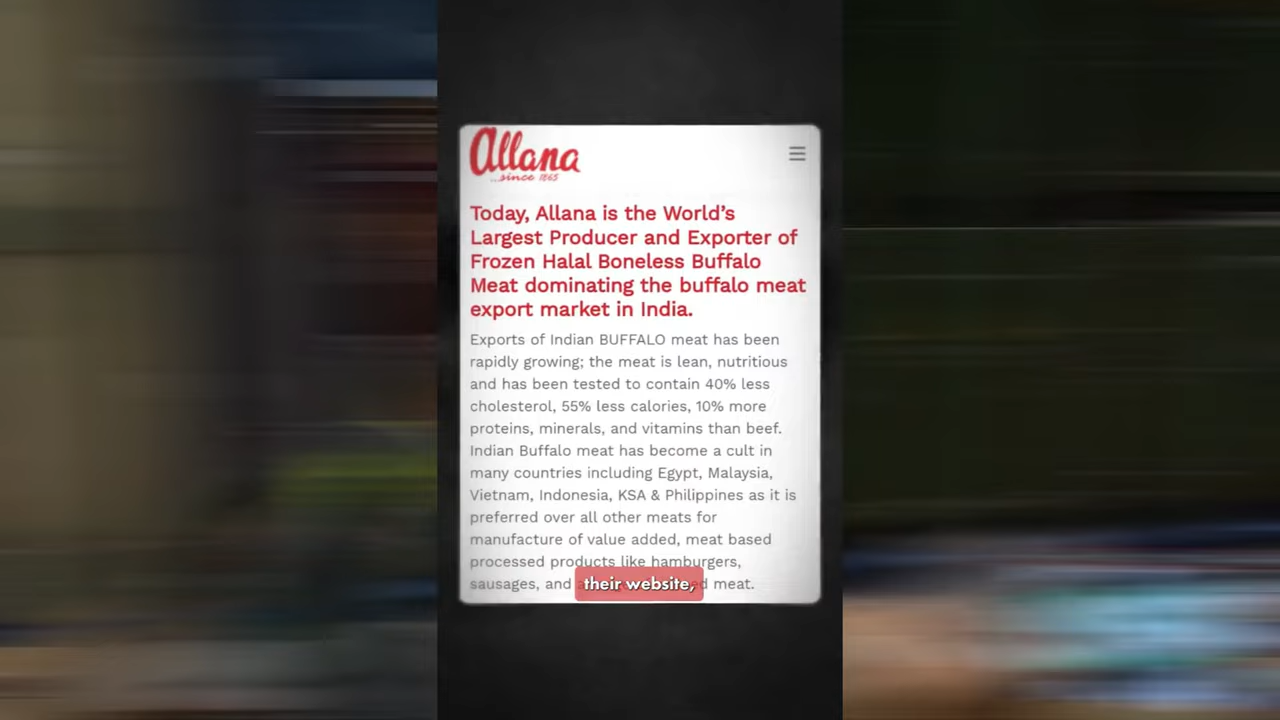 Allana
...since 1865
Today, Allana is the World's
Largest Producer and Exporter of
Frozen Halal Boneless Buffalo
Meat dominating the buffalo meat
export market in India.
Exports of Indian BUFFALO meat has been
rapidly growing; the meat is lean, nutritious
and has been tested to contain 40% less
cholesterol, 55% less calories, 10% more
proteins, minerals, and vitamins than beef.
Indian Buffalo meat has become a cult in
many countries including Egypt, Malaysia,
Vietnam, Indonesia, KSA & Philippines as it is
preferred over all other meats for
manufacture of value added, meat based
processed products like hamburgers,
sausages, and meat.
their website,